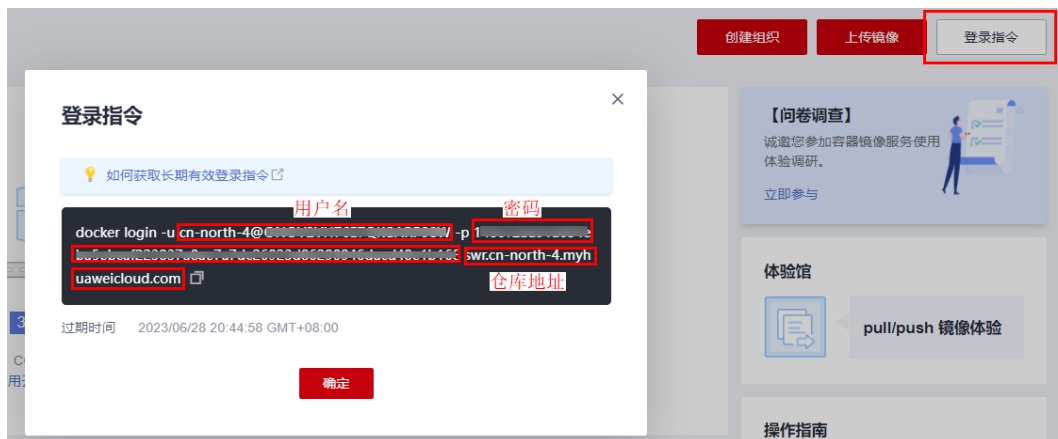 创建组织 上传镜像 登录指令
登录指令
如何获取长期有效登录指令
用户名 密码
docker login -u cn-north-4@ -p
swr.cn-north-4.myh
uaweicloud.com
仓库地址
过期时间 2023/06/28 20:44:58 GMT+08:00
确定
【问卷调查】
诚邀您参加容器镜像服务使用
体验调研。
立即参与
体验馆
pull/push 镜像体验
操作指南
3
C
用